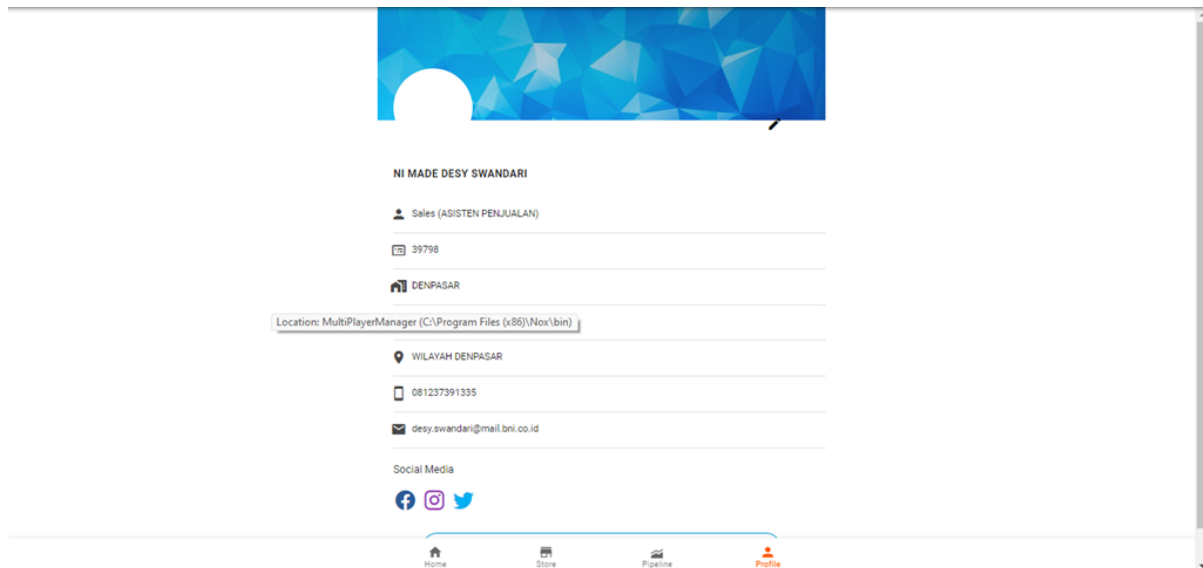 NI MADE DESY SWANDARI
Sales (ASISTEN PENJUALAN)
39798
DENPASAR
Location: MultiPlayerManager (C:\Program Files (x86)\Nox\bin)
WILAYAH DENPASAR
081237391335
desy.swandari@mail.bni.co.id
Social Media
Home Store Pipeline Profile